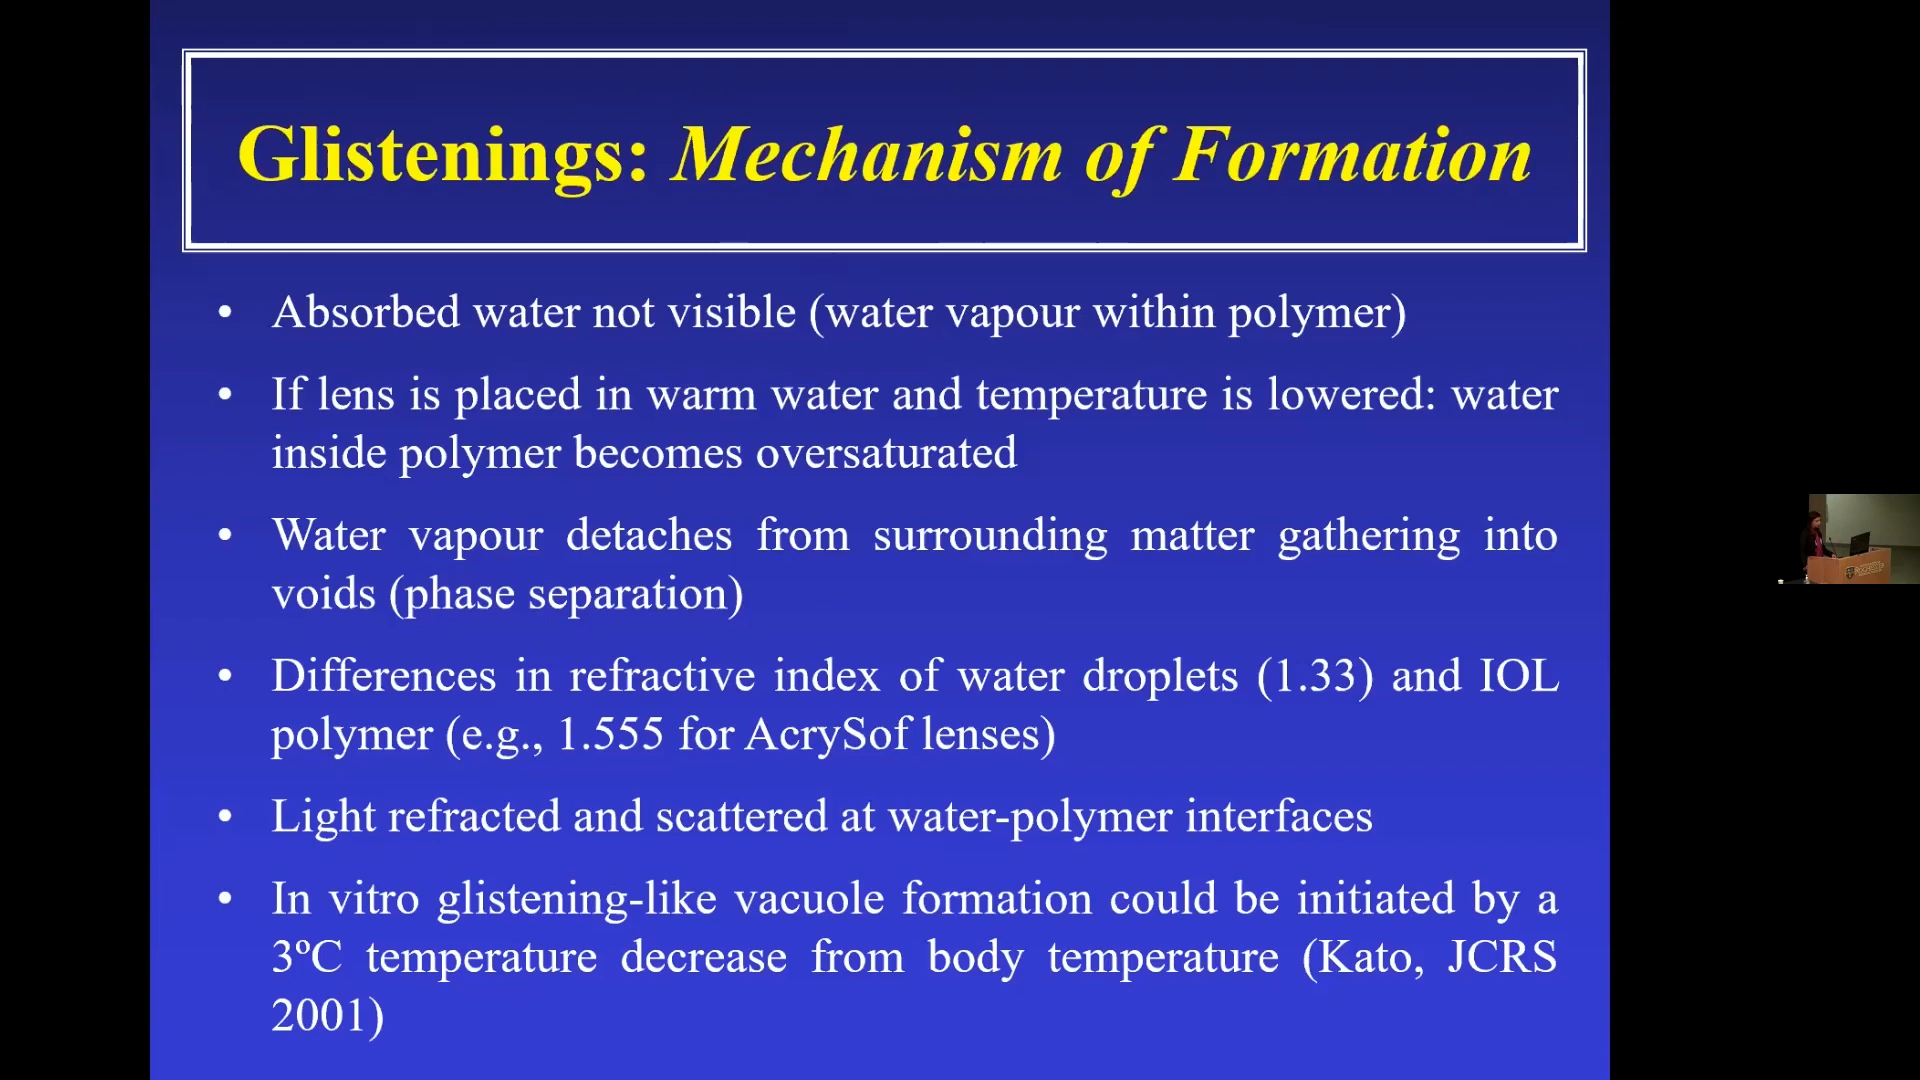 Glistenings: Mechanism of Formation
• Absorbed water not visible (water vapour within polymer)
• If lens is placed in warm water and temperature is lowered: water
inside polymer becomes oversaturated
• Water vapour detaches from surrounding matter gathering into
voids (phase separation)
• Differences in refractive index of water droplets (1.33) and IOL
polymer (e.g., 1.555 for AcrySof lenses)
• Light refracted and scattered at water-polymer interfaces
• In vitro glistening-like vacuole formation could be initiated by a
3ºC temperature decrease from body temperature (Kato, JCRS
2001)